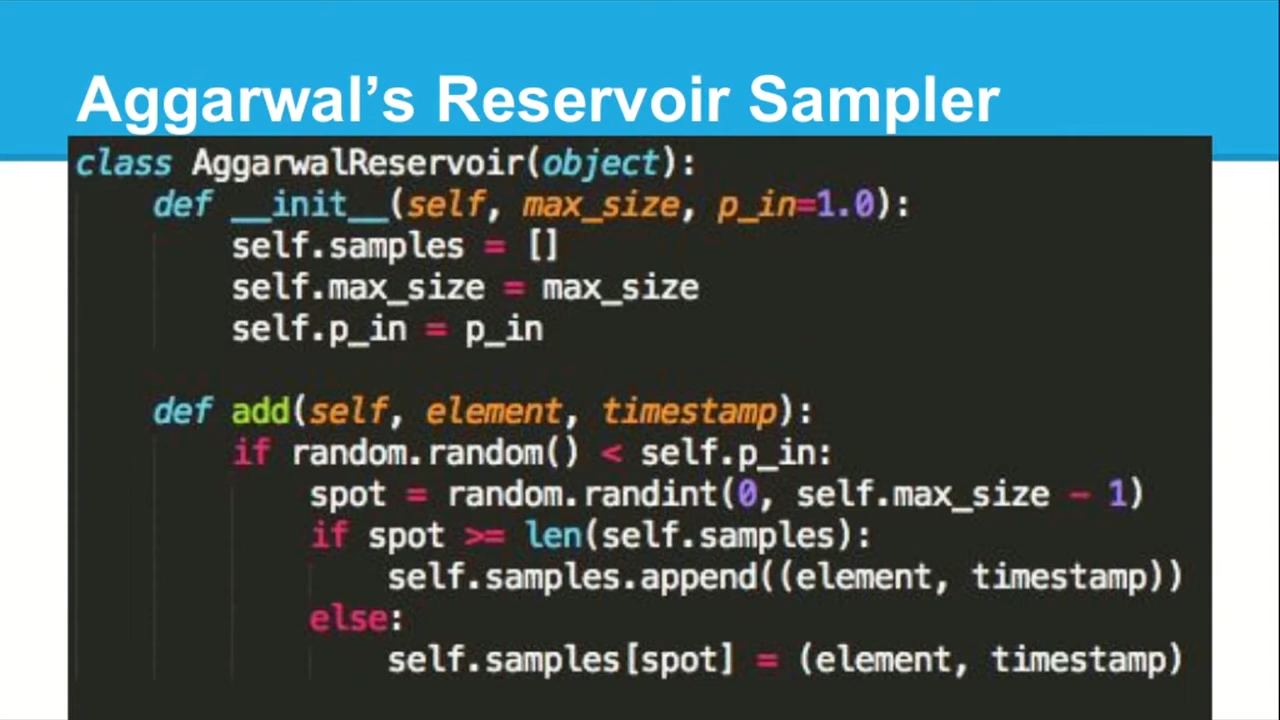 Aggarwal’s Reservoir Sampler
class AggarwalReservoir(object):
    def __init__(self, max_size, p_in=1.0):
        self.samples = []
        self.max_size = max_size
        self.p_in = p_in
    def add(self, element, timestamp):
        if random.random() < self.p_in:
            spot = random.randint(0, self.max_size - 1)
            if spot >= len(self.samples):
                self.samples.append((element, timestamp))
            else:
                self.samples[spot] = (element, timestamp)